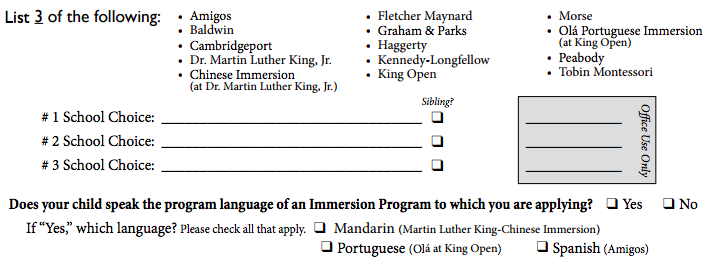 List 3 of the following:
• Amigos
• Baldwin
• Cambridgeport
• Dr. Martin Luther King, Jr.
• Chinese Immersion
(at Dr. Martin Luther King, Jr.)
• Fletcher Maynard
• Graham & Parks
• Haggerty
• Kennedy-Longfellow
• King Open
• Morse
• Olá Portuguese Immersion
(at King Open)
• Peabody
• Tobin Montessori
Sibling?
# 1 School Choice: ☐
# 2 School Choice: ☐
# 3 School Choice: ☐
Office Use Only
Does your child speak the program language of an Immersion Program to which you are applying? ☐ Yes ☐ No
If “Yes,” which language? Please check all that apply. ☐ Mandarin (Martin Luther King-Chinese Immersion)
☐ Portuguese (Olá at King Open) ☐ Spanish (Amigos)